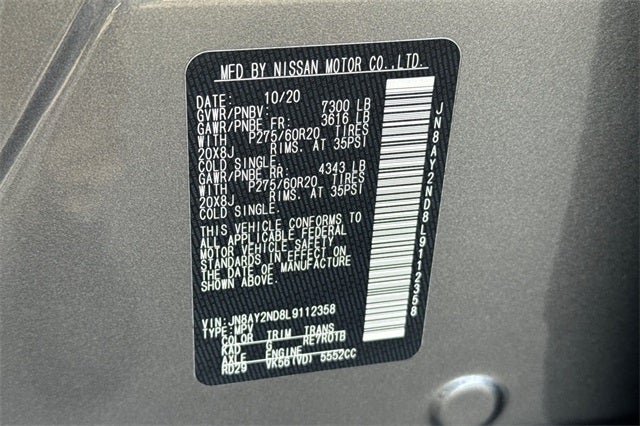 MFD BY NISSAN MOTOR CO.,LTD.
DATE: 10/20
GVWR/PNBV: 7300 LB
GAWR/PNBE FR: 3616 LB
WITH P275/60R20 TIRES
20X8J RIMS. AT 35PSI
COLD SINGLE.
GAWR/PNBE RR: 4343 LB
WITH P275/60R20 TIRES
20X8J RIMS. AT 35PSI
COLD SINGLE.
THIS VEHICLE CONFORMS TO
ALL APPLICABLE FEDERAL
MOTOR VEHICLE SAFETY
STANDARDS IN EFFECT ON
THE DATE OF MANUFACTURE
SHOWN ABOVE.
VIN: JN8AY2ND8L9112358
TYPE: MPV
COLOR TRIM TRANS
KAD G RE7R01B
AXLE ENGINE
RD29 VK56(VD) 5552CC
JN8AY2ND8L9112358